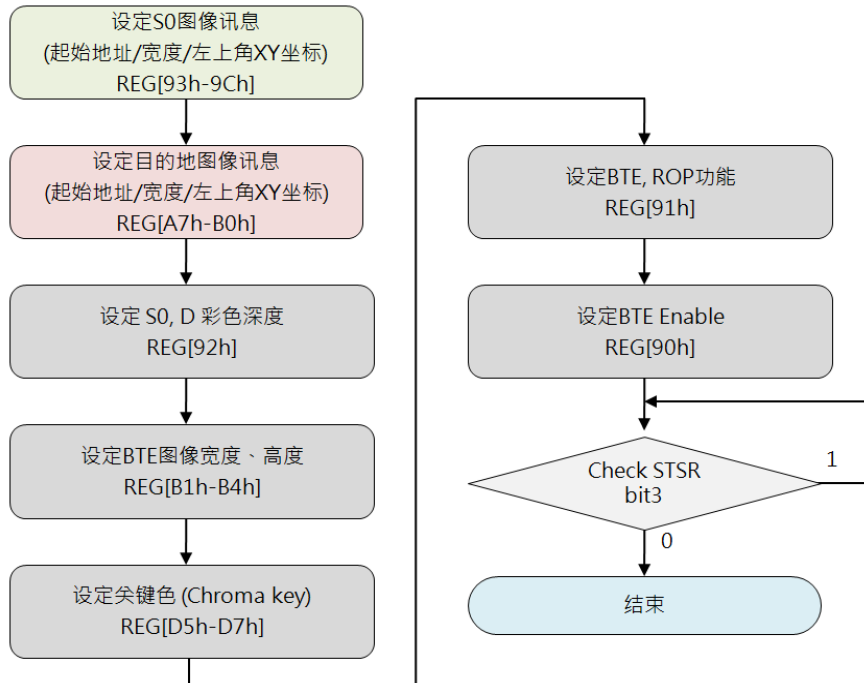 设定S0图像讯息
(起始地址/宽度/左上角XY坐标)
REG[93h-9Ch]
设定目的地图像讯息
(起始地址/宽度/左上角XY坐标)
REG[A7h-B0h]
设定 S0, D 彩色深度
REG[92h]
设定BTE图像宽度、高度
REG[B1h-B4h]
设定关键色 (Chroma key)
REG[D5h-D7h]
设定BTE, ROP功能
REG[91h]
设定BTE Enable
REG[90h]
Check STSR
bit3
1
0
结束